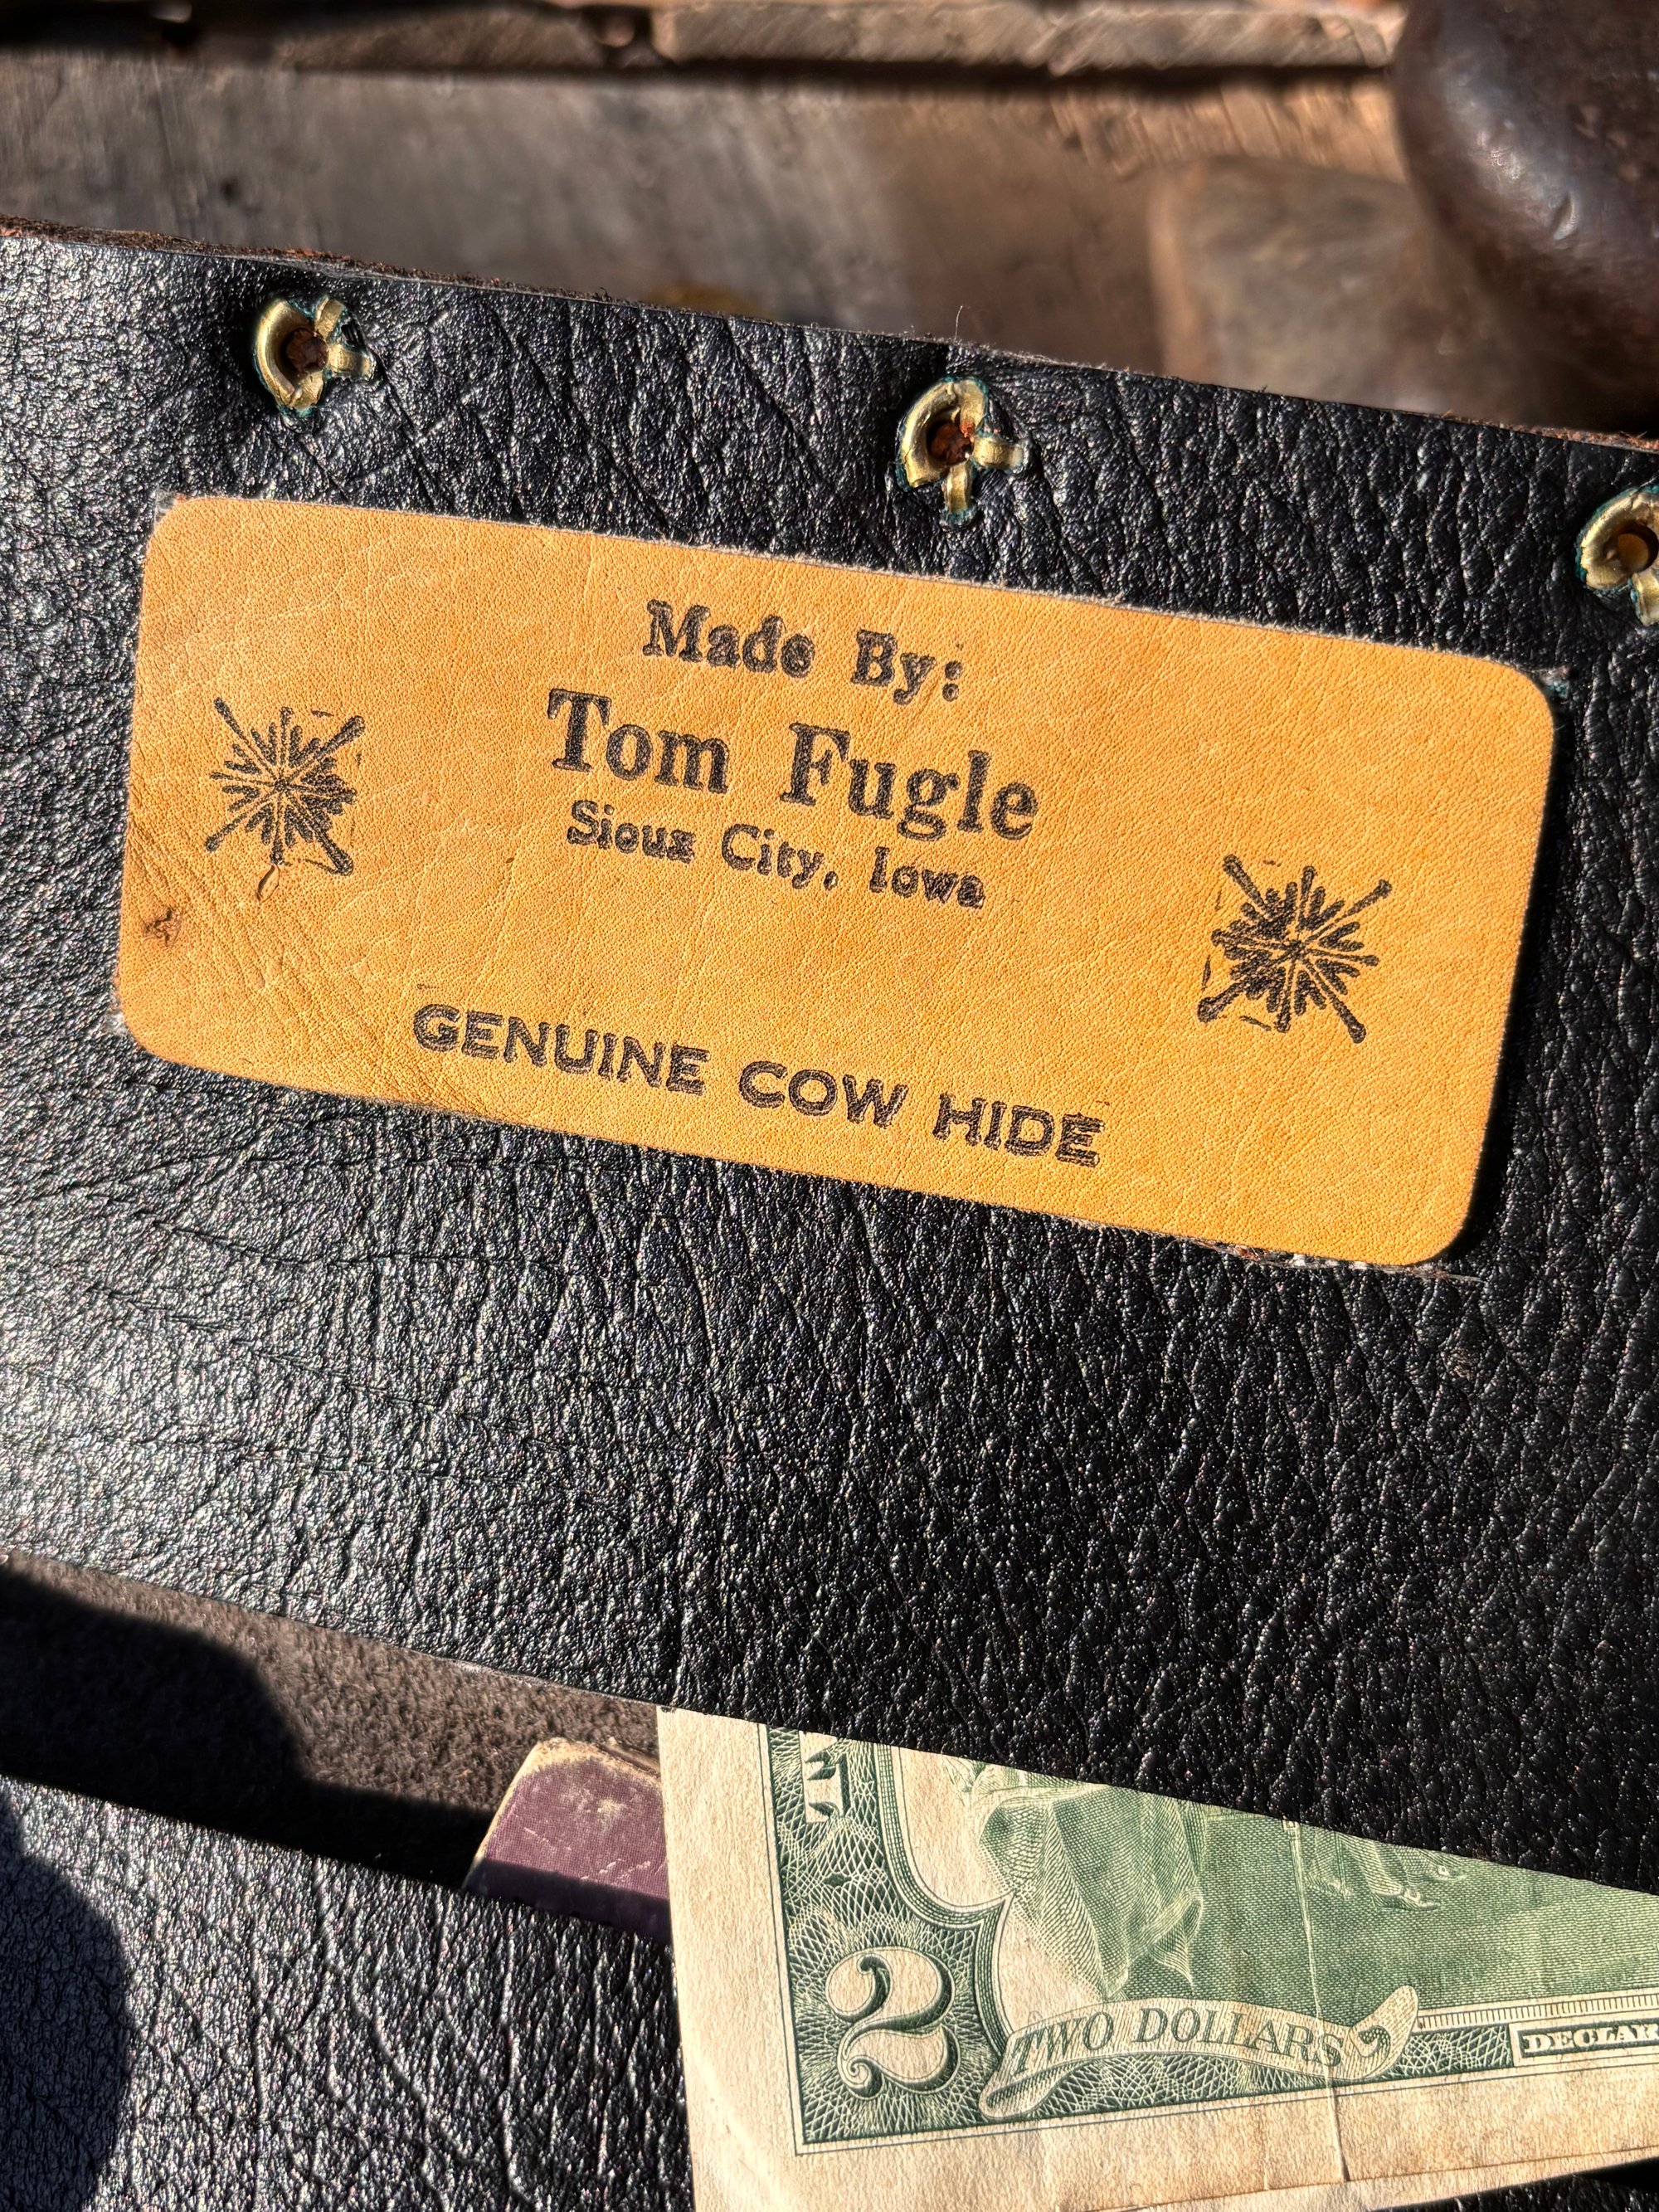 Made By:
Tom Fugle
Sioux City, Iowa
GENUINE COW HIDE
2
TWO DOLLARS